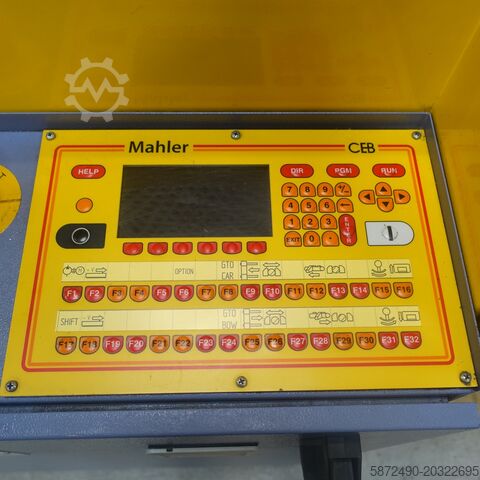 Mahler CEB
HELP DIR PGM RUN
7 8 9
4 5 6
1 2 3
EXIT 0 ENTER
OPTION GTO CAR
F1 F2 F3 F4 F5 F6 F7 F8 F9 F10 F11 F12 F13 F14 F15 F16
SHIFT GTO BOW
F17 F18 F19 F20 F21 F22 F23 F24 F25 F26 F27 F28 F29 F30 F31 F32
5872490-20322695